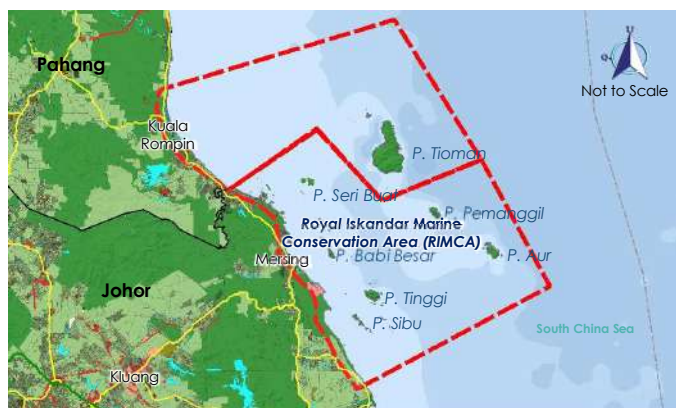 Pahang
U
Not to Scale
Kuala
Rompin
P. Tioman
P. Seri Buat
P. Pemanggil
Royal Iskandar Marine
Conservation Area (RIMCA)
Mersing
P. Babi Besar
P. Aur
Johor
P. Tinggi
P. Sibu
South China Sea
Kluang